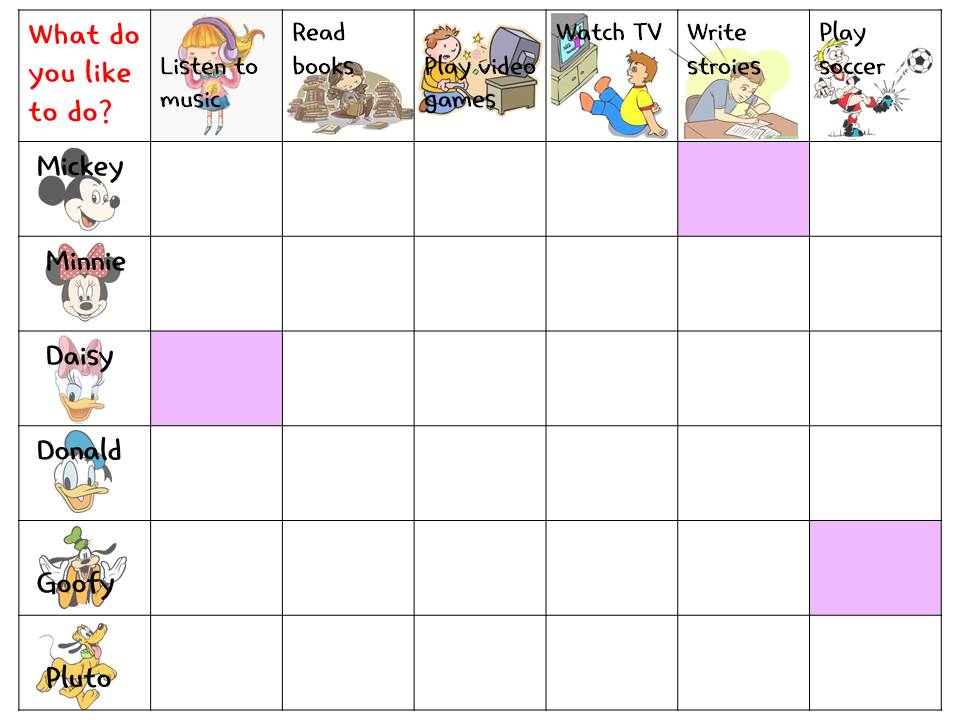 What do
you like
to do?
Listen to
music
Read
books
Play video
games
Watch TV
Write
stroies
Play
soccer
Mickey
Minnie
Daisy
Donald
Goofy
Pluto